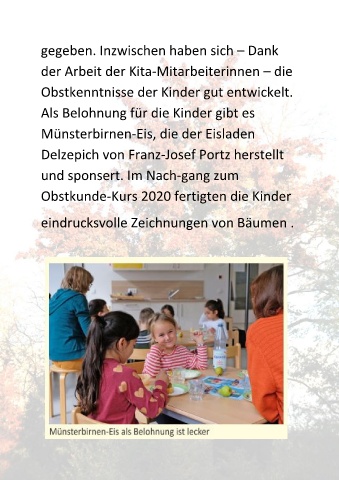 gegeben. Inzwischen haben sich – Dank
der Arbeit der Kita-Mitarbeiterinnen – die
Obstkenntnisse der Kinder gut entwickelt.
Als Belohnung für die Kinder gibt es
Münsterbirnen-Eis, die der Eisladen
Delzepich von Franz-Josef Portz herstellt
und sponsert. Im Nach-gang zum
Obstkunde-Kurs 2020 fertigten die Kinder
eindrucksvolle Zeichnungen von Bäumen .
Münsterbirnen-Eis als Belohnung ist lecker